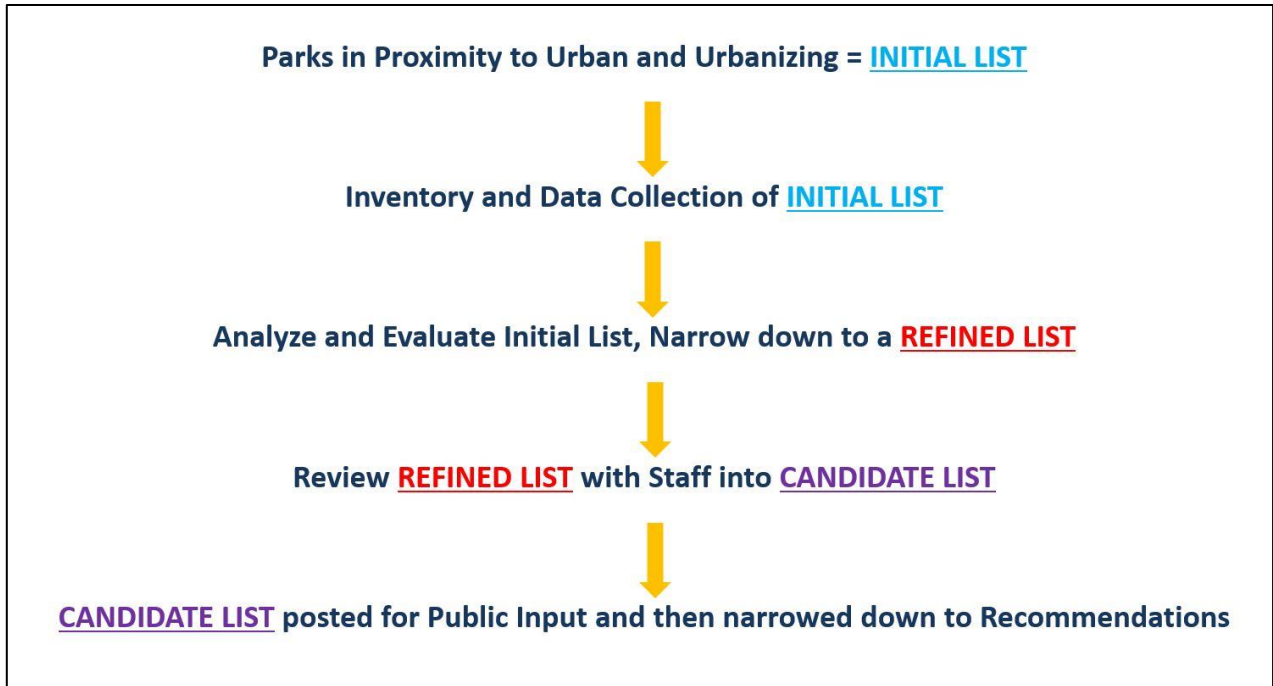 Parks in Proximity to Urban and Urbanizing = INITIAL LIST
Inventory and Data Collection of INITIAL LIST
Analyze and Evaluate Initial List, Narrow down to a REFINED LIST
Review REFINED LIST with Staff into CANDIDATE LIST
CANDIDATE LIST posted for Public Input and then narrowed down to Recommendations